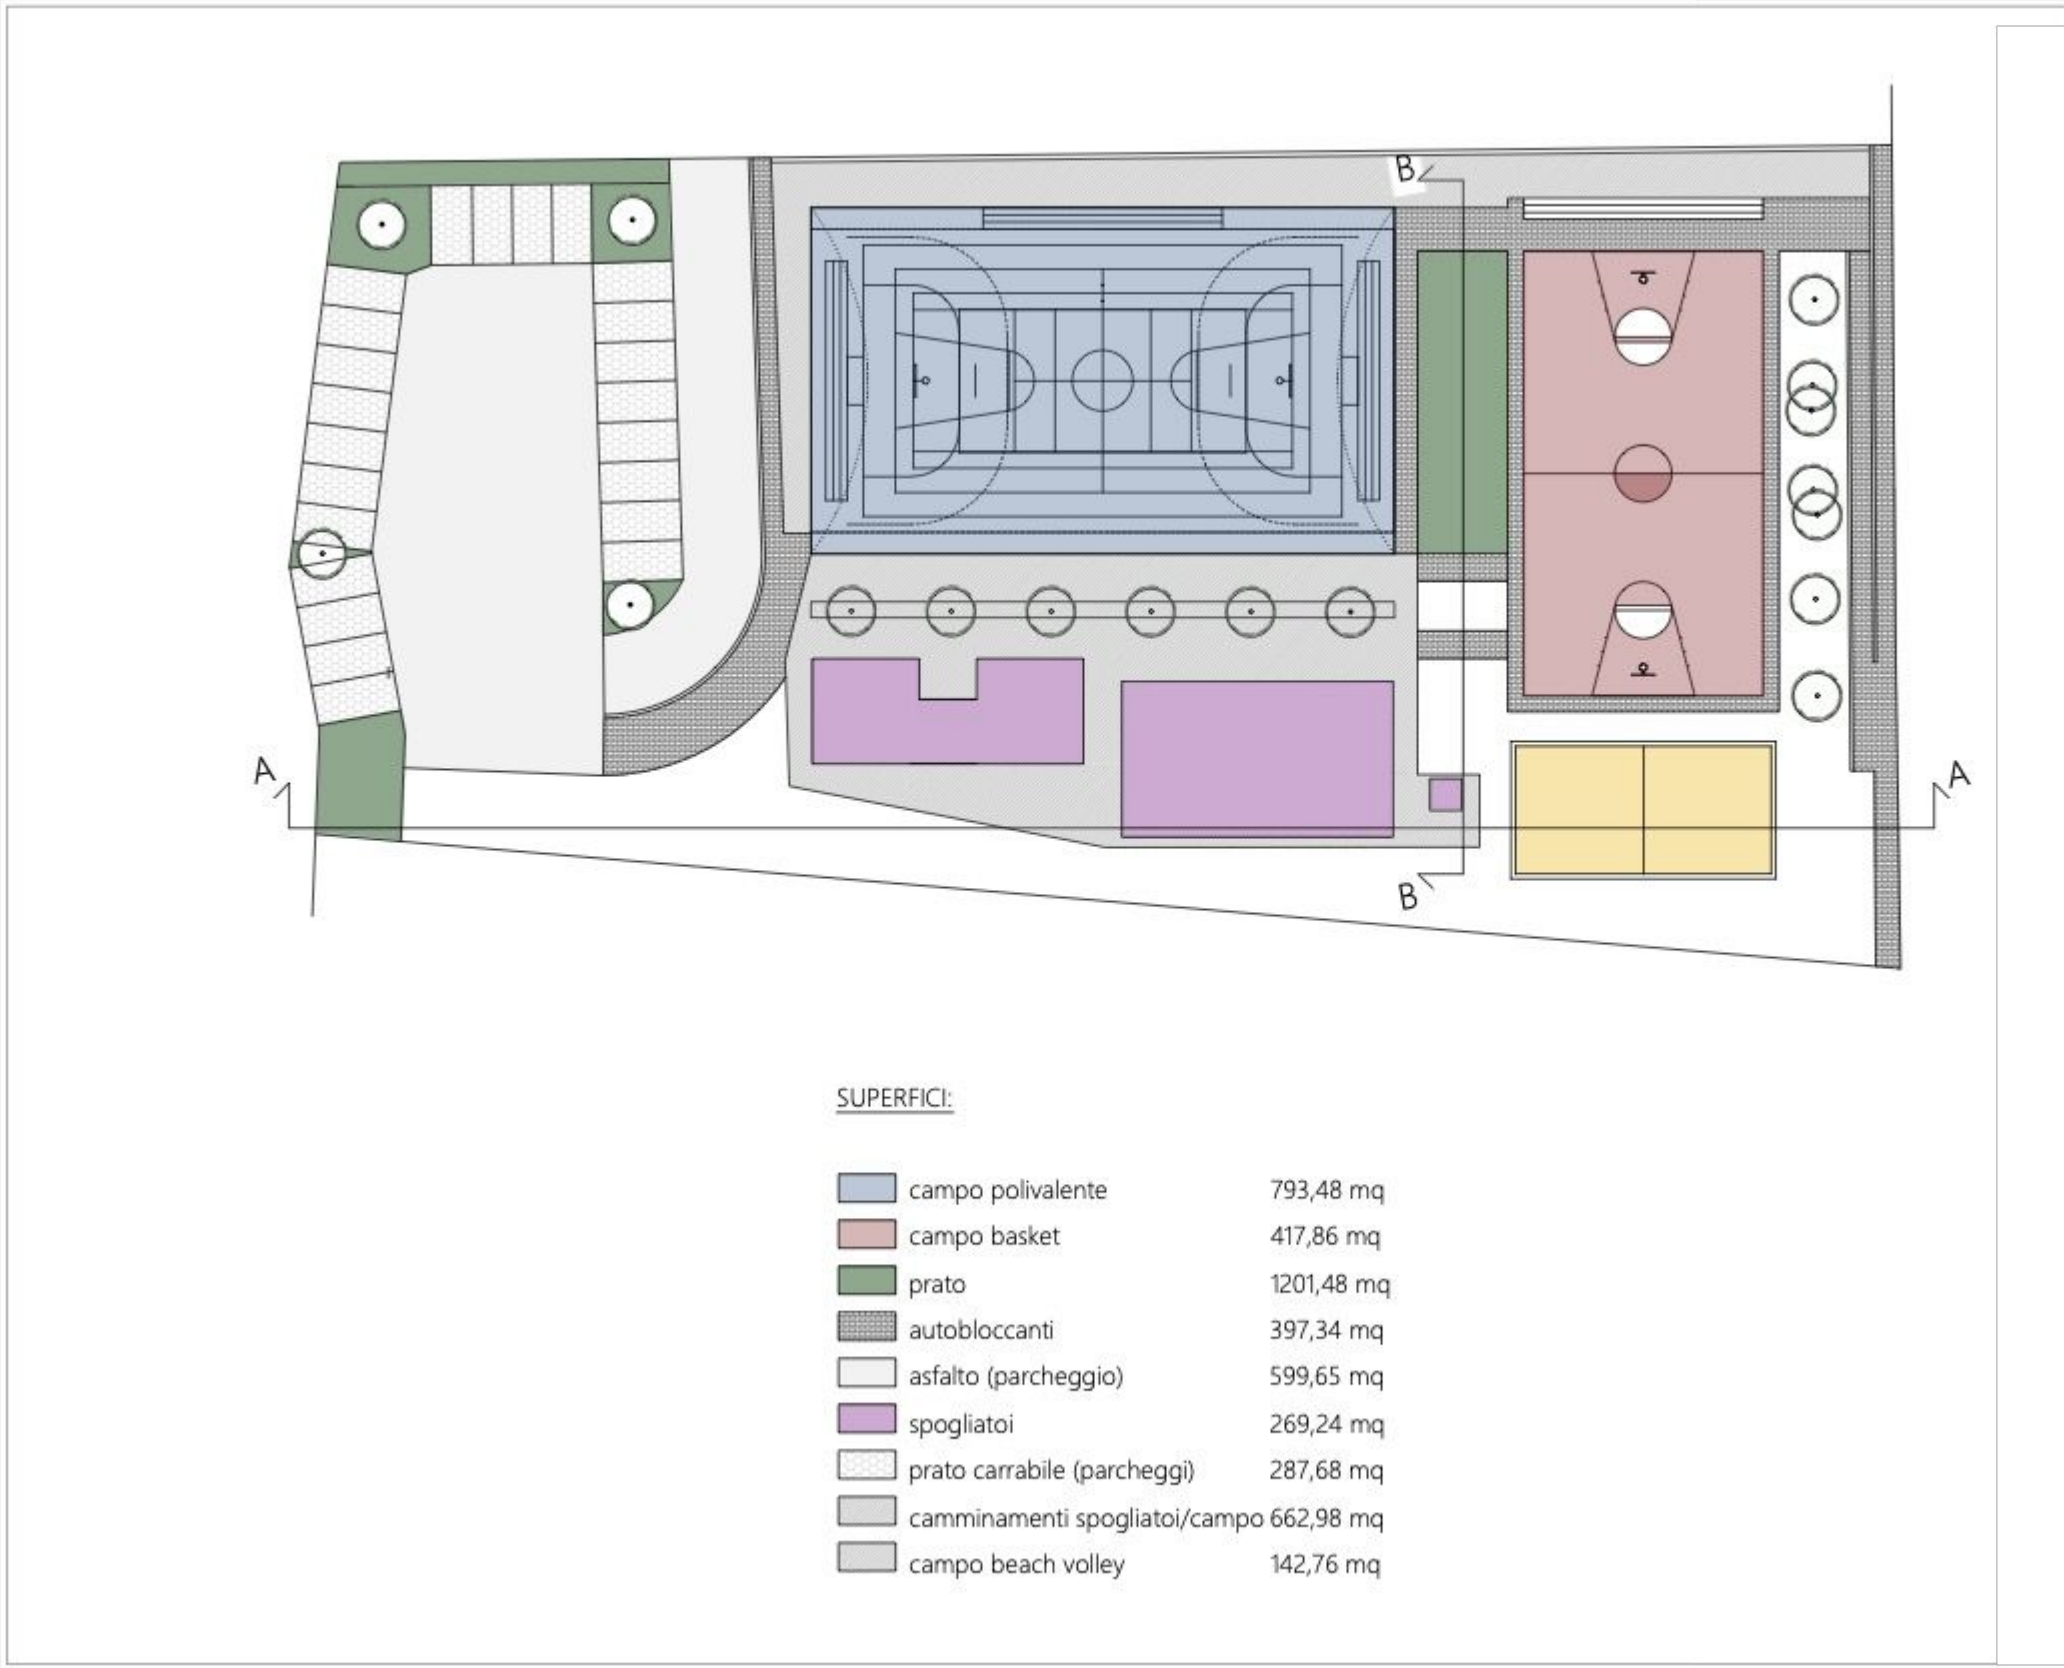 B
A
A
B
SUPERFICI:
campo polivalente 793,48 mq
campo basket 417,86 mq
prato 1201,48 mq
autobloccanti 397,34 mq
asfalto (parcheggio) 599,65 mq
spogliatoi 269,24 mq
prato carrabile (parcheggi) 287,68 mq
camminamenti spogliatoi/campo 662,98 mq
campo beach volley 142,76 mq